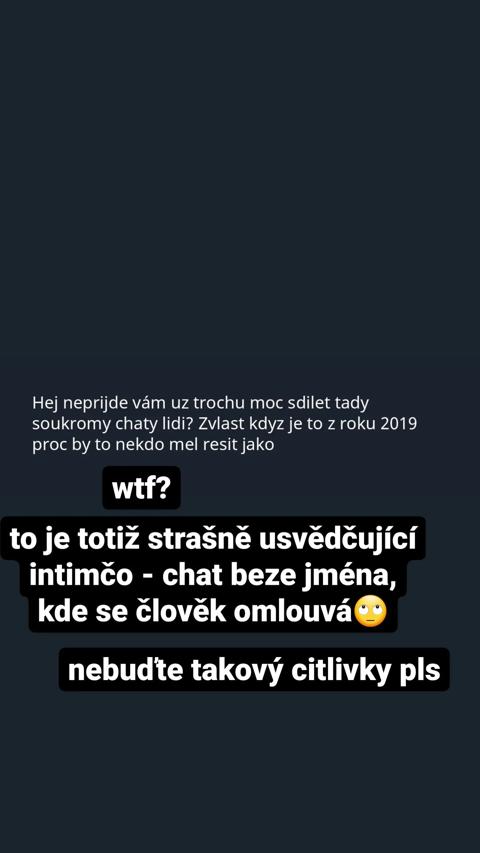 Hej neprijde vám uz trochu moc sdilet tady
soukromy chaty lidi? Zvlast kdyz je to z roku 2019
proc by to nekdo mel resit jako
wtf?
to je totiž strašně usvědčující
intimčo - chat beze jména,
kde se člověk omlouvá🙄
nebuďte takový citlivky pls